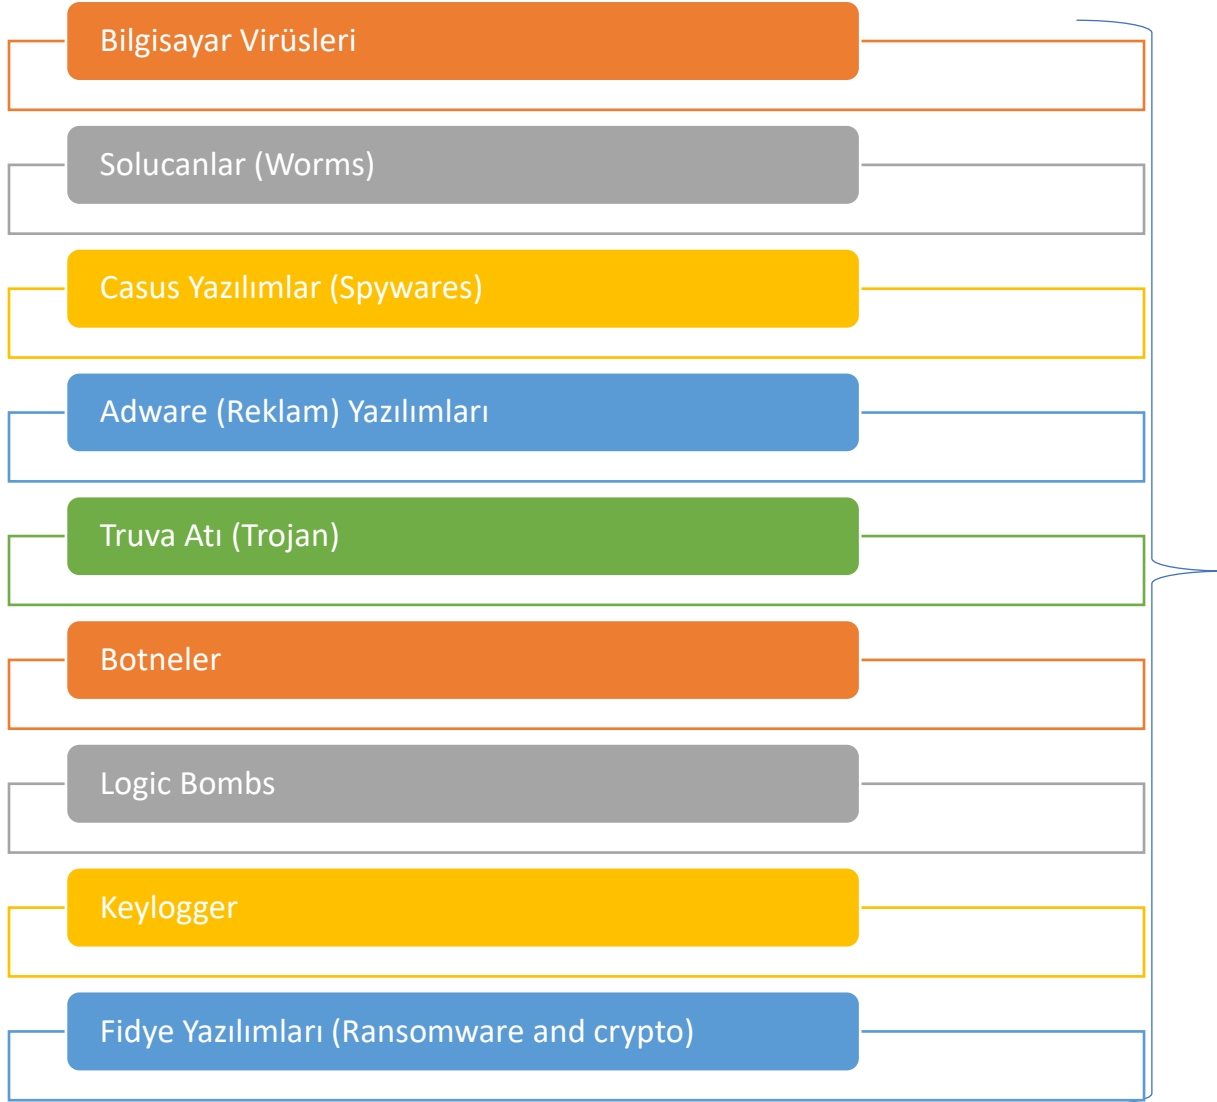 Bilgisayar Virüsleri
Solucanlar (Worms)
Casus Yazılımlar (Spywares)
Adware (Reklam) Yazılımları
Truva Atı (Trojan)
Botneler
Logic Bombs
Keylogger
Fidye Yazılımları (Ransomware and crypto)